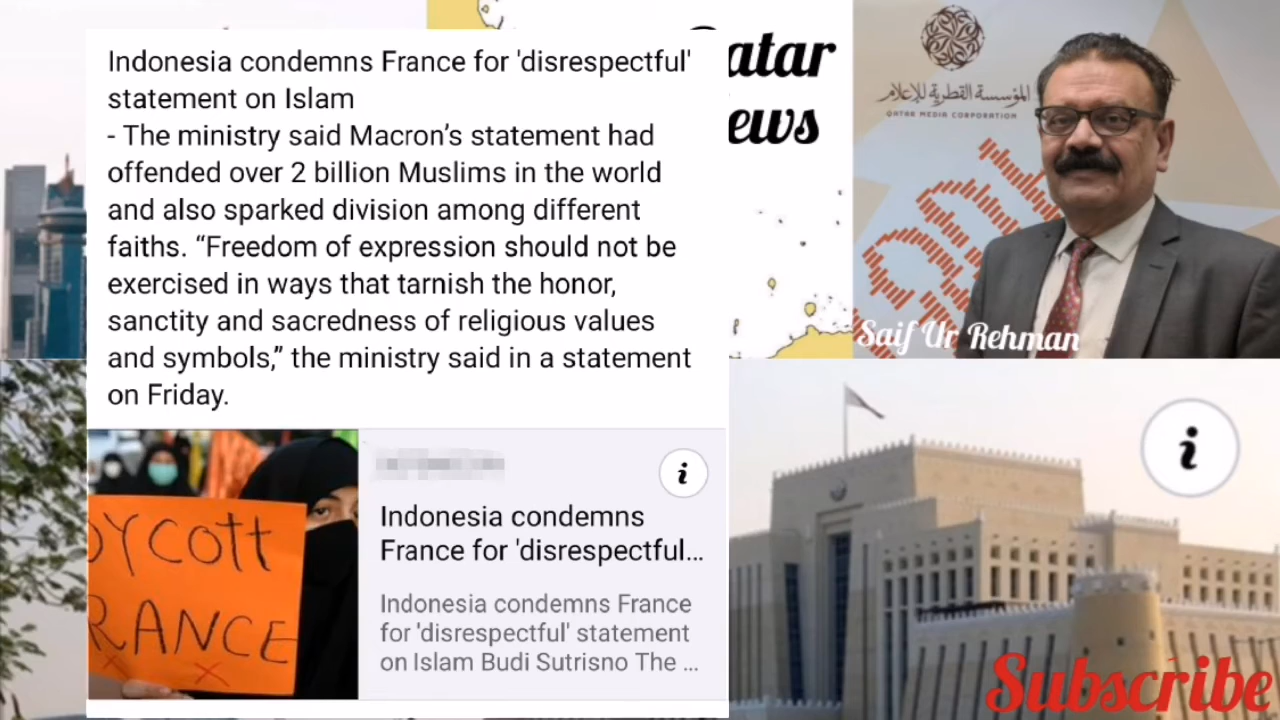 Indonesia condemns France for 'disrespectful'
statement on Islam
- The ministry said Macron’s statement had
offended over 2 billion Muslims in the world
and also sparked division among different
faiths. “Freedom of expression should not be
exercised in ways that tarnish the honor,
sanctity and sacredness of religious values
and symbols,” the ministry said in a statement
on Friday.
OYCOTT
RANCE
i
Indonesia condemns
France for 'disrespectful...
Indonesia condemns France
for 'disrespectful' statement
on Islam Budi Sutrisno The ...
atar
ews
المؤسسة القطرية للإعلام
QATAR MEDIA CORPORATION
Saif Ur Rehman
i
Subscribe